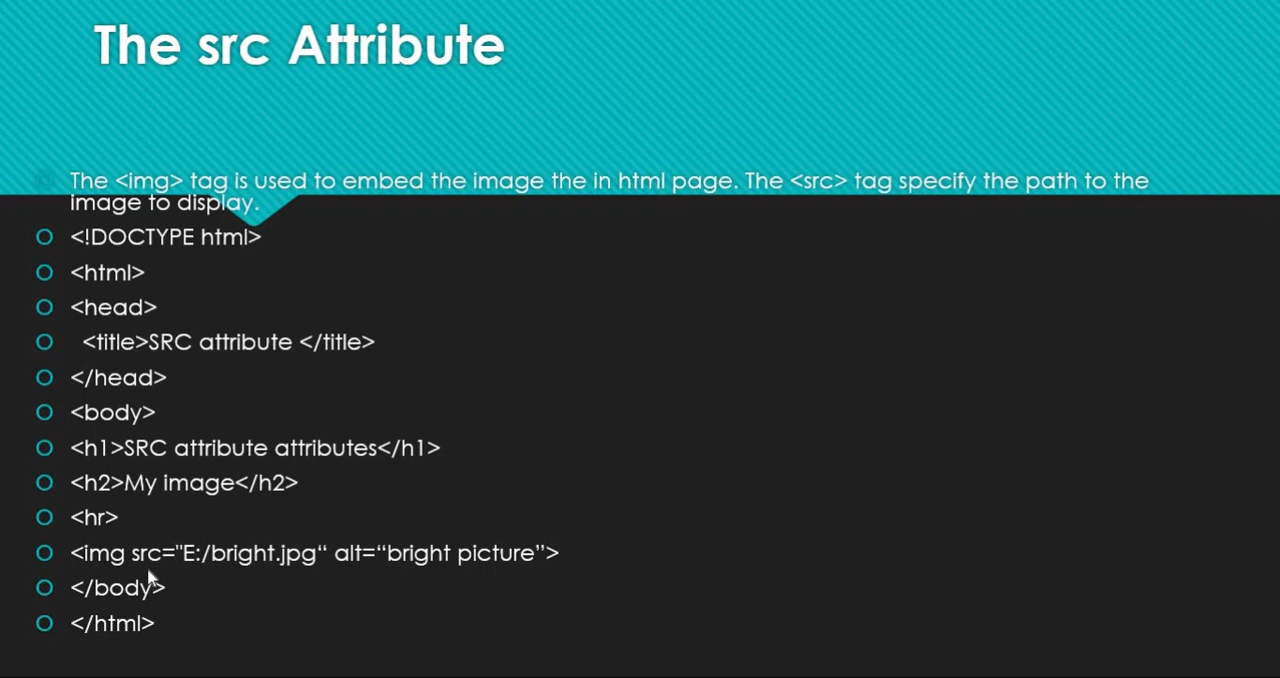 The src Attribute
The <img> tag is used to embed the image the in html page. The <src> tag specify the path to the
image to display.
<!DOCTYPE html>
<html>
<head>
<title>SRC attribute </title>
</head>
<body>
<h1>SRC attribute attributes</h1>
<h2>My image</h2>
<hr>
<img src="E:/bright.jpg“ alt=“bright picture”>
</body>
</html>